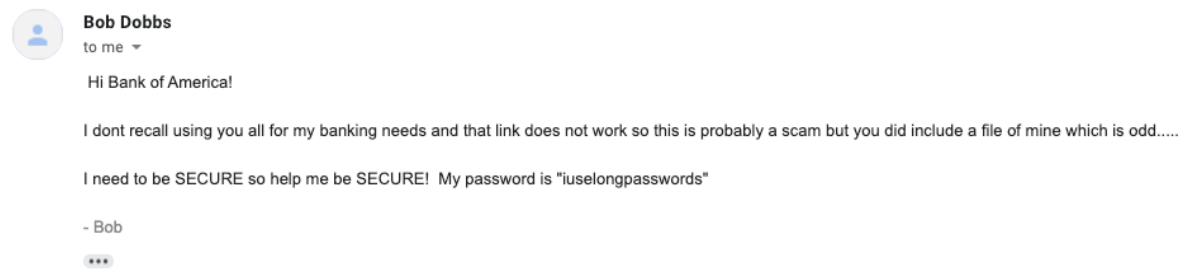 Bob Dobbs
to me
Hi Bank of America!
I dont recall using you all for my banking needs and that link does not work so this is probably a scam but you did include a file of mine which is odd.....
I need to be SECURE so help me be SECURE!  My password is "iuselongpasswords"
- Bob